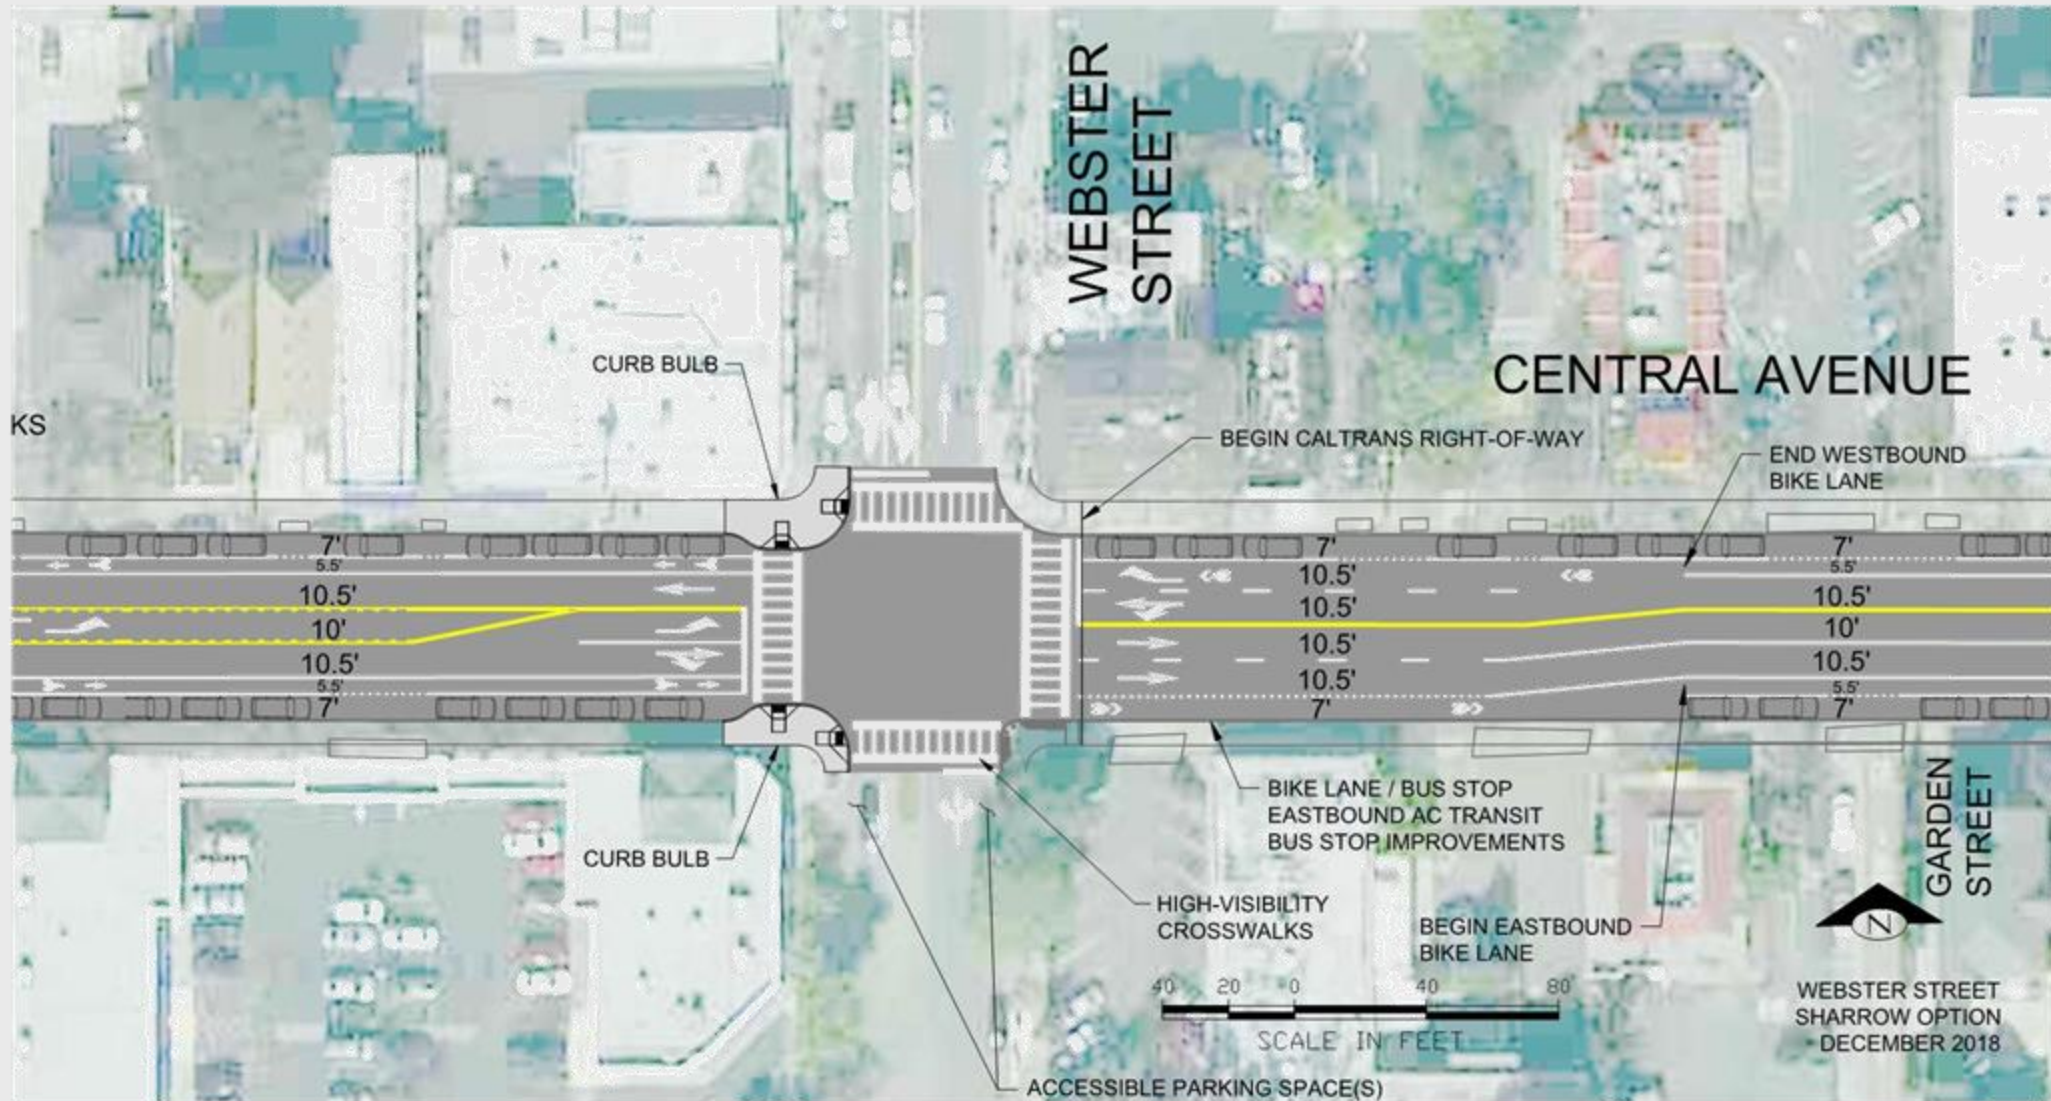 WEBSTER
STREET
CENTRAL AVENUE
CURB BULB
KS
BEGIN CALTRANS RIGHT-OF-WAY
END WESTBOUND
BIKE LANE
7'
5.5'
10.5'
10'
10.5'
5.5'
7'
7'
10.5'
10.5'
10.5'
10.5'
7'
7'
5.5'
10.5'
10'
10.5'
5.5'
7'
CURB BULB
BIKE LANE / BUS STOP
EASTBOUND AC TRANSIT
BUS STOP IMPROVEMENTS
GARDEN
STREET
HIGH-VISIBILITY
CROSSWALKS
BEGIN EASTBOUND
BIKE LANE
N
40 20 0 40 80'
SCALE IN FEET
WEBSTER STREET
SHARROW OPTION
DECEMBER 2018
ACCESSIBLE PARKING SPACE(S)